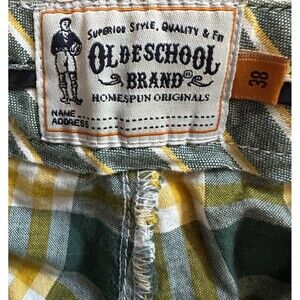 SUPERIOR STYLE, QUALITY & FIT
OLDESCHOOL
BRAND
HOMESPUN ORIGINALS
NAME
ADDRESS
38